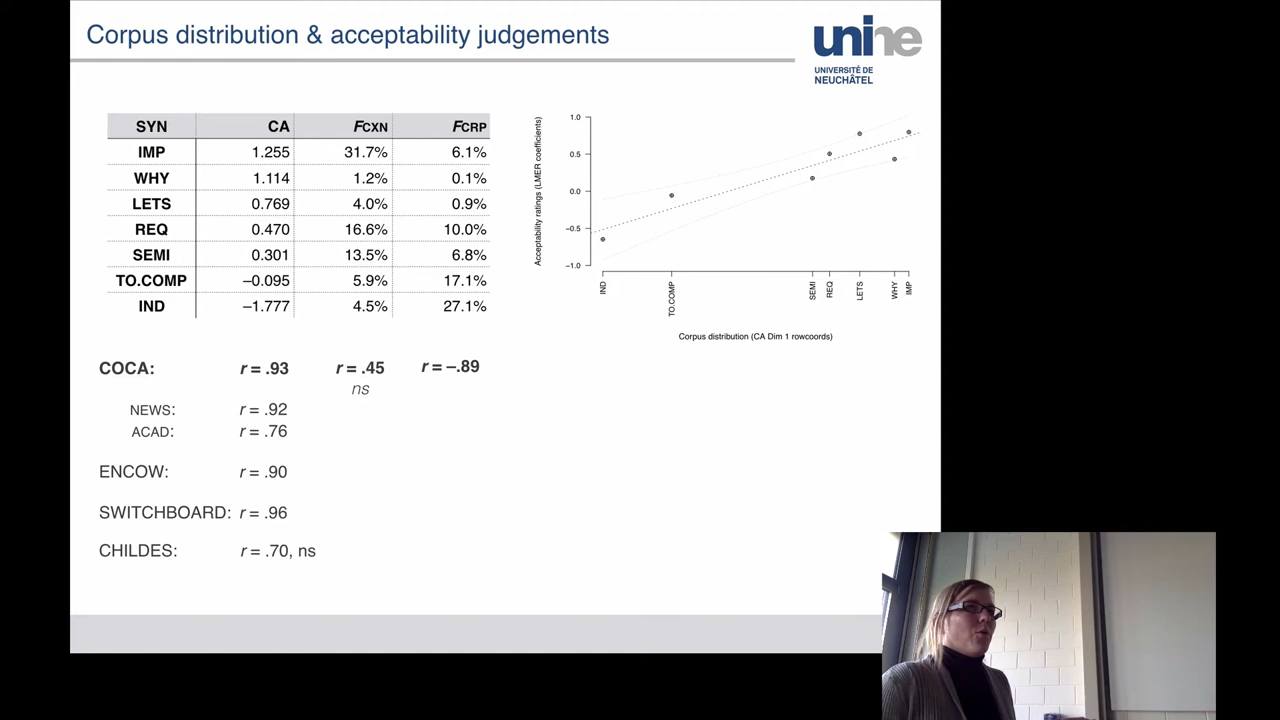 Corpus distribution & acceptability judgements
unine
UNIVERSITÉ DE
NEUCHÂTEL
SYN CA FCXN FCRP
IMP 1.255 31.7% 6.1%
WHY 1.114 1.2% 0.1%
LETS 0.769 4.0% 0.9%
REQ 0.470 16.6% 10.0%
SEMI 0.301 13.5% 6.8%
TO.COMP –0.095 5.9% 17.1%
IND –1.777 4.5% 27.1%
COCA: r = .93 r = .45 r = –.89
ns
NEWS: r = .92
ACAD: r = .76
ENCOW: r = .90
SWITCHBOARD: r = .96
CHILDES: r = .70, ns
Acceptability ratings (LMER coefficients)
1.0
0.5
0.0
−0.5
−1.0
IND
TO.COMP
SEMI
REQ
LETS
WHY
IMP
Corpus distribution (CA Dim 1 rowcoords)